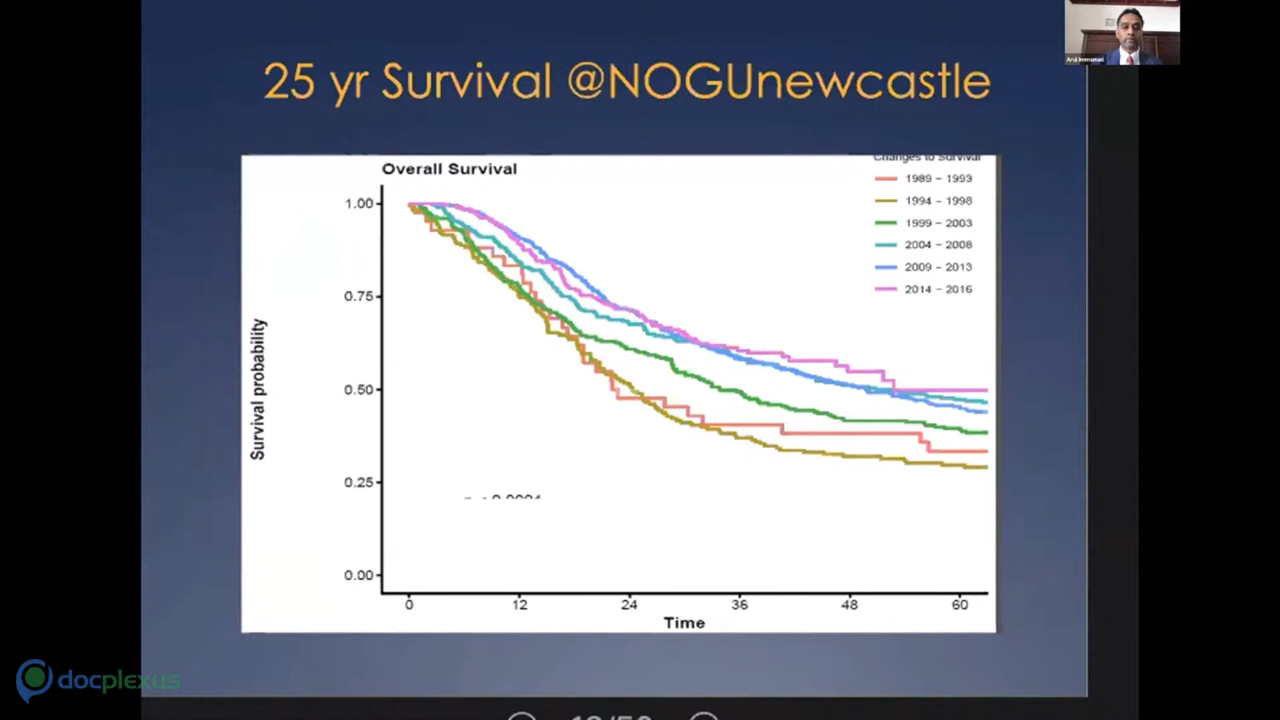 25 yr Survival @NOGUnewcastle
Arul Immanuel
Overall Survival
Changes to Survival
1989 – 1993
1994 – 1998
1999 – 2003
2004 – 2008
2009 – 2013
2014 – 2016
1.00
0.75
0.50
0.25
0.00
Survival probability
0
12
24
36
48
60
Time
docplexus